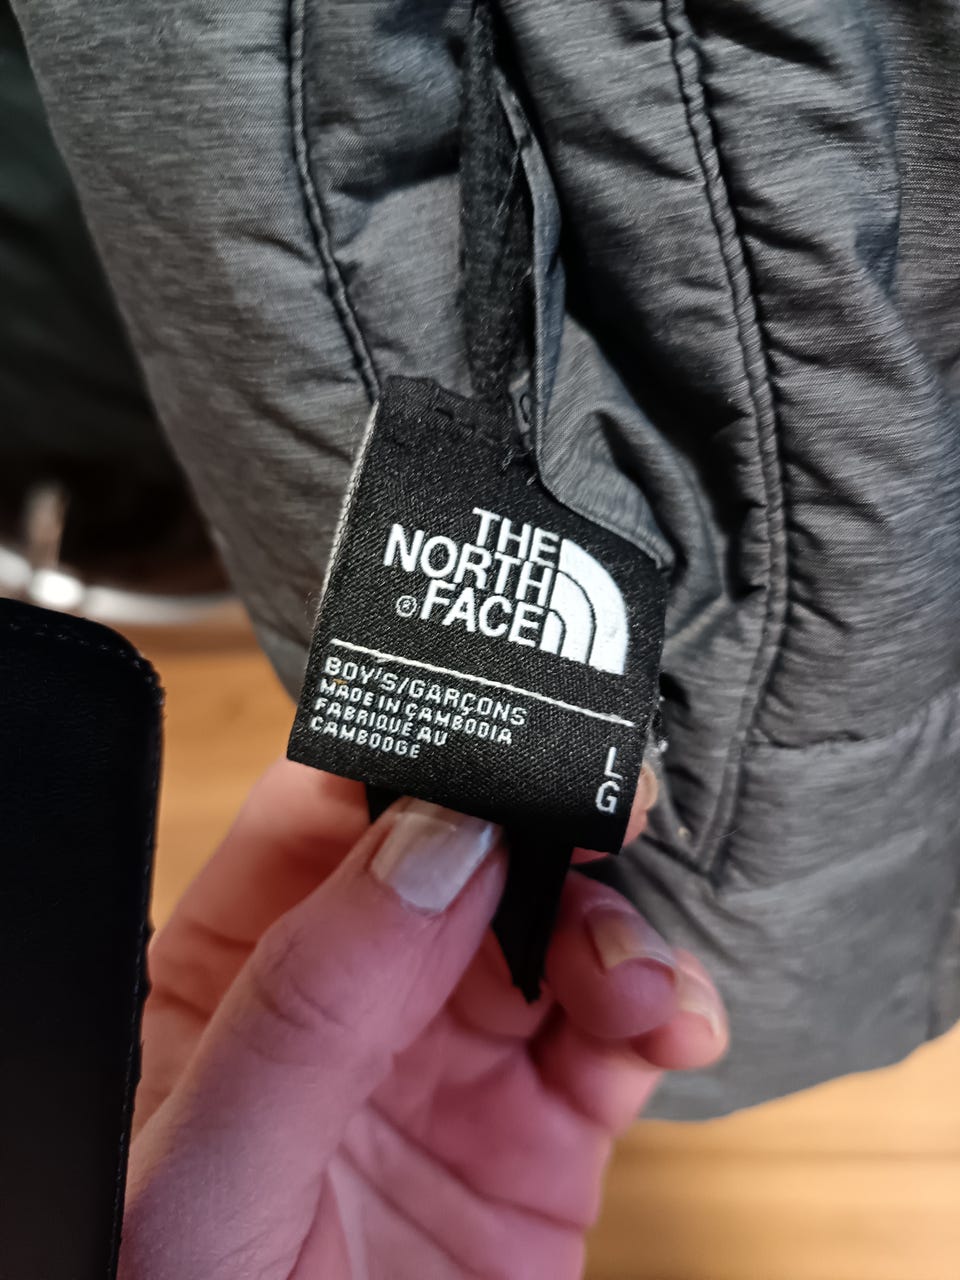 THE
NORTH
®FACE
BOY'S/GARÇONS
MADE IN CAMBODIA
FABRIQUÉ AU
CAMBODGE
L
G